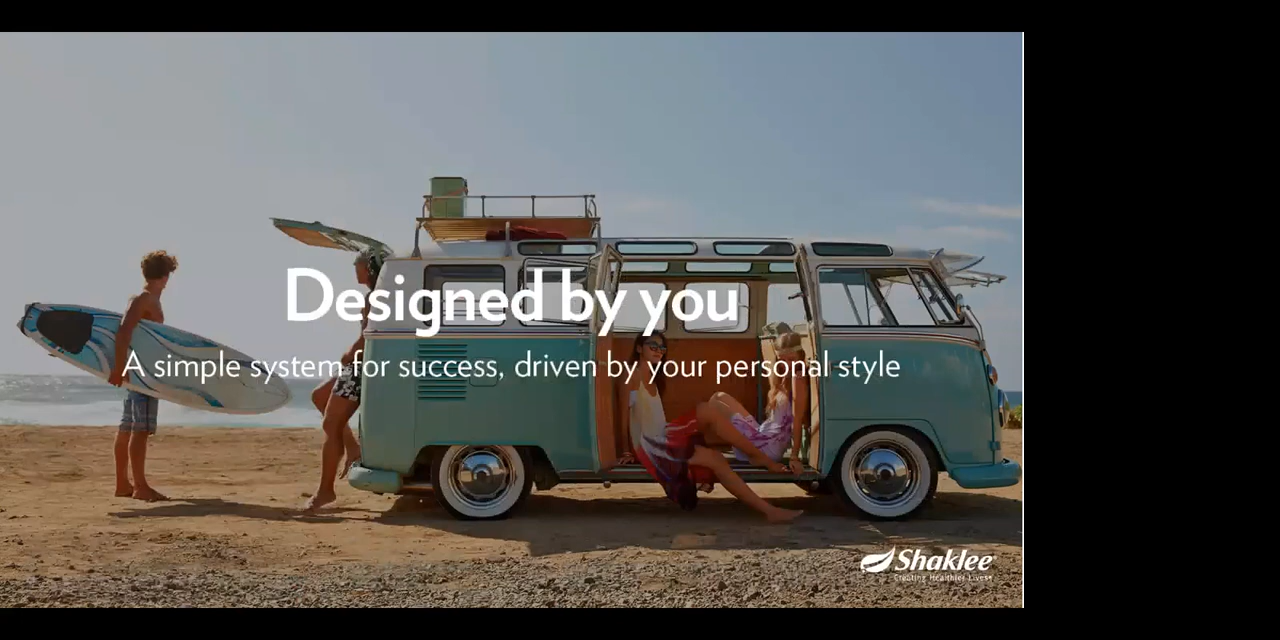 Designed by you
A simple system for success, driven by your personal style
Shaklee®
Creating Healthier Lives®